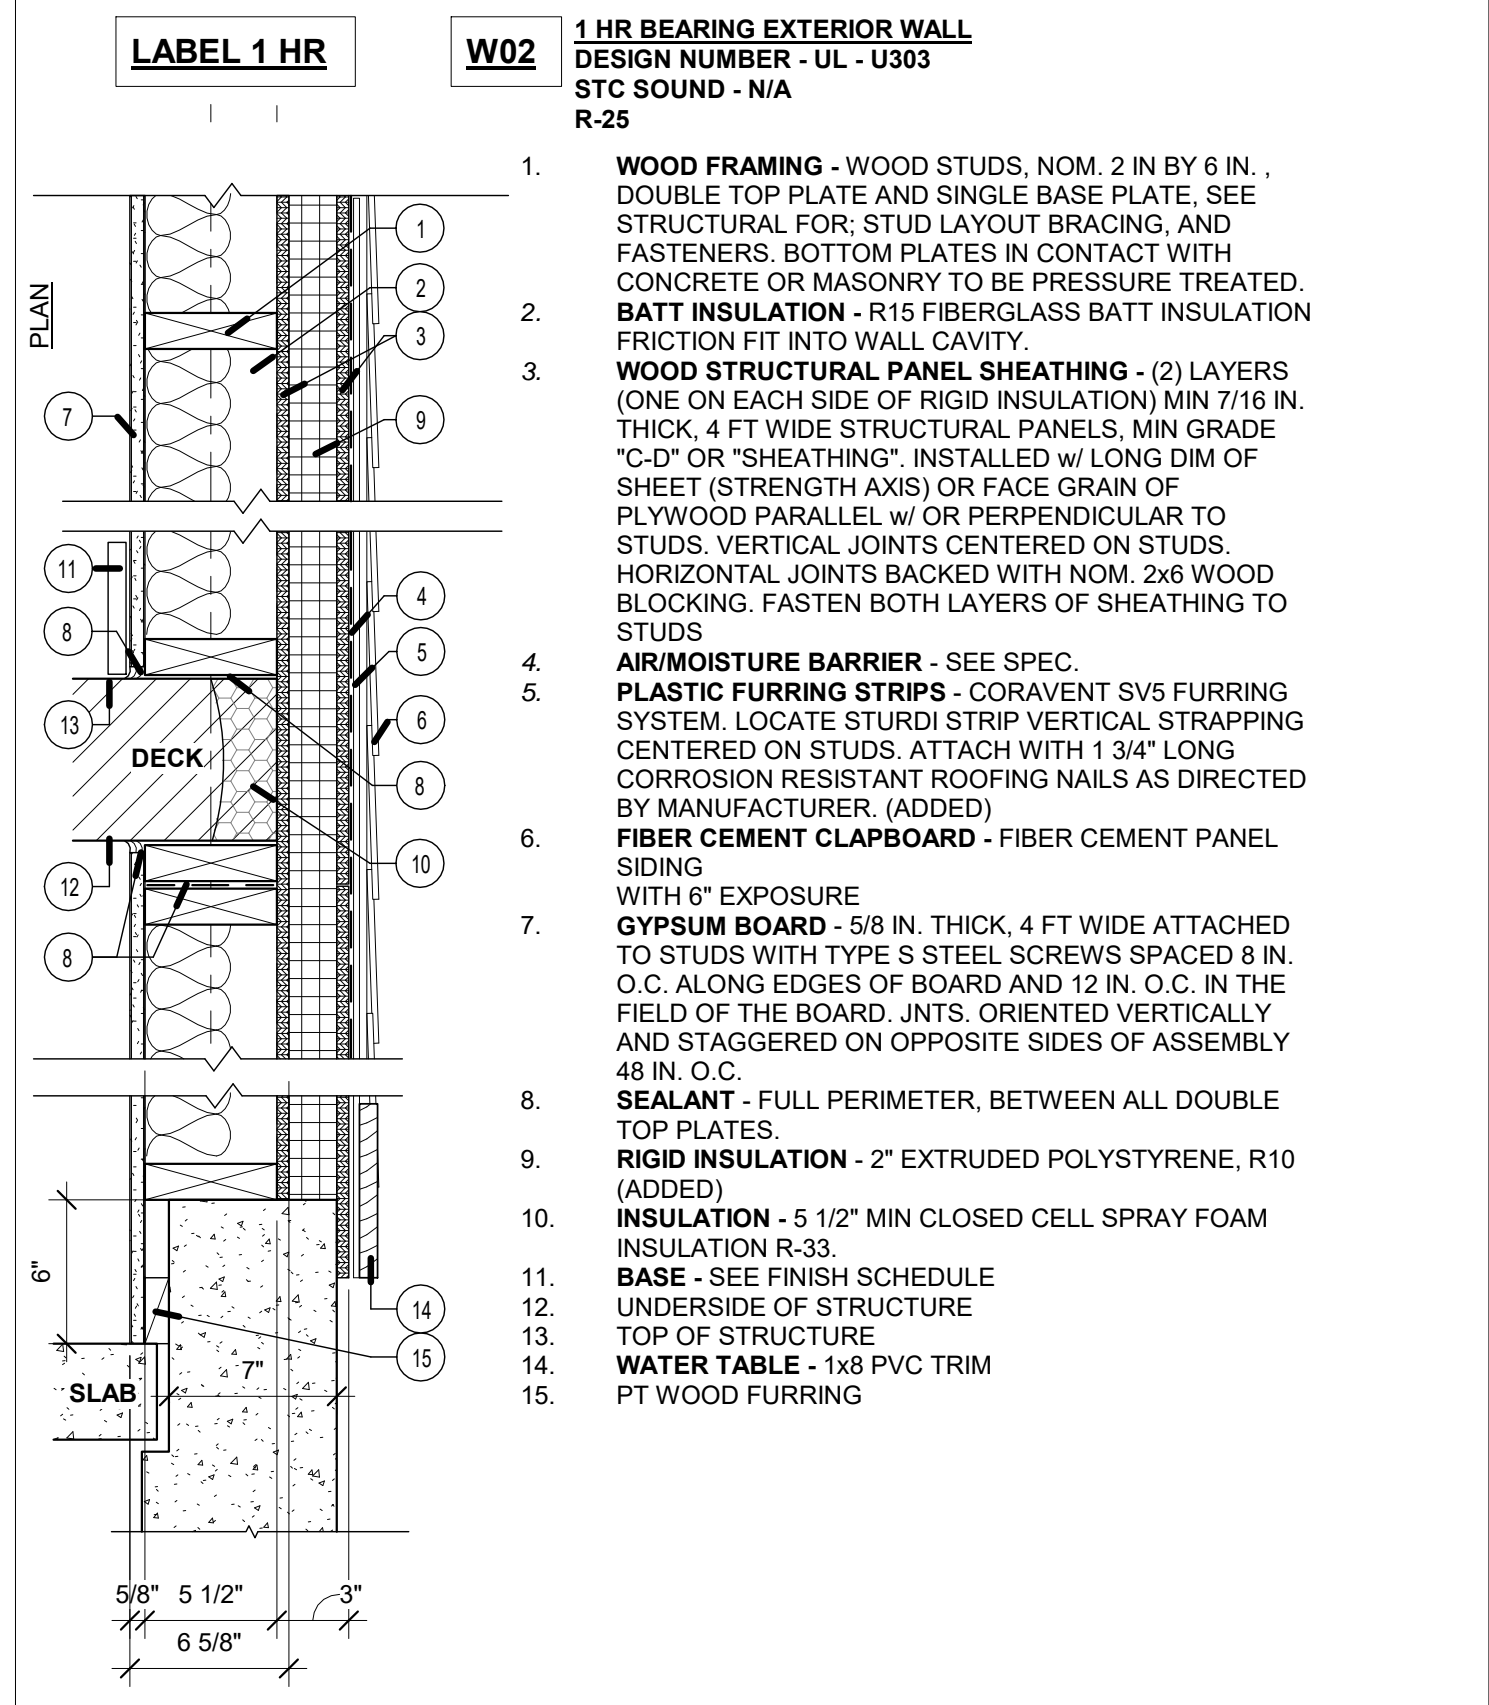 LABEL 1 HR
W02
1 HR BEARING EXTERIOR WALL
DESIGN NUMBER - UL - U303
STC SOUND - N/A
R-25
1. WOOD FRAMING - WOOD STUDS, NOM. 2 IN BY 6 IN. ,
DOUBLE TOP PLATE AND SINGLE BASE PLATE, SEE
STRUCTURAL FOR; STUD LAYOUT BRACING, AND
FASTENERS. BOTTOM PLATES IN CONTACT WITH
CONCRETE OR MASONRY TO BE PRESSURE TREATED.
2. BATT INSULATION - R15 FIBERGLASS BATT INSULATION
FRICTION FIT INTO WALL CAVITY.
3. WOOD STRUCTURAL PANEL SHEATHING - (2) LAYERS
(ONE ON EACH SIDE OF RIGID INSULATION) MIN 7/16 IN.
THICK, 4 FT WIDE STRUCTURAL PANELS, MIN GRADE
"C-D" OR "SHEATHING". INSTALLED w/ LONG DIM OF
SHEET (STRENGTH AXIS) OR FACE GRAIN OF
PLYWOOD PARALLEL w/ OR PERPENDICULAR TO
STUDS. VERTICAL JOINTS CENTERED ON STUDS.
HORIZONTAL JOINTS BACKED WITH NOM. 2x6 WOOD
BLOCKING. FASTEN BOTH LAYERS OF SHEATHING TO
STUDS
4. AIR/MOISTURE BARRIER - SEE SPEC.
5. PLASTIC FURRING STRIPS - CORAVENT SV5 FURRING
SYSTEM. LOCATE STURDI STRIP VERTICAL STRAPPING
CENTERED ON STUDS. ATTACH WITH 1 3/4" LONG
CORROSION RESISTANT ROOFING NAILS AS DIRECTED
BY MANUFACTURER. (ADDED)
6. FIBER CEMENT CLAPBOARD - FIBER CEMENT PANEL
SIDING
WITH 6" EXPOSURE
7. GYPSUM BOARD - 5/8 IN. THICK, 4 FT WIDE ATTACHED
TO STUDS WITH TYPE S STEEL SCREWS SPACED 8 IN.
O.C. ALONG EDGES OF BOARD AND 12 IN. O.C. IN THE
FIELD OF THE BOARD. JNTS. ORIENTED VERTICALLY
AND STAGGERED ON OPPOSITE SIDES OF ASSEMBLY
48 IN. O.C.
8. SEALANT - FULL PERIMETER, BETWEEN ALL DOUBLE
TOP PLATES.
9. RIGID INSULATION - 2" EXTRUDED POLYSTYRENE, R10
(ADDED)
10. INSULATION - 5 1/2" MIN CLOSED CELL SPRAY FOAM
INSULATION R-33.
11. BASE - SEE FINISH SCHEDULE
12. UNDERSIDE OF STRUCTURE
13. TOP OF STRUCTURE
14. WATER TABLE - 1x8 PVC TRIM
15. PT WOOD FURRING
PLAN
1
2
3
7
9
11
4
8
5
13
6
DECK
8
10
12
8
6"
14
15
7"
SLAB
5/8" 5 1/2" 3"
6 5/8"